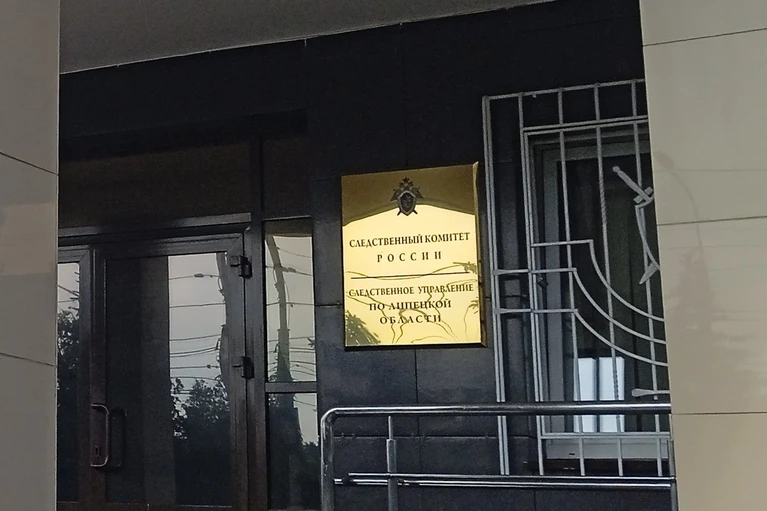 СЛЕДСТВЕННЫЙ КОМИТЕТ
РОССИИ
СЛЕДСТВЕННОЕ УПРАВЛЕНИЕ
ПО ЛИПЕЦКОЙ
ОБЛАСТИ